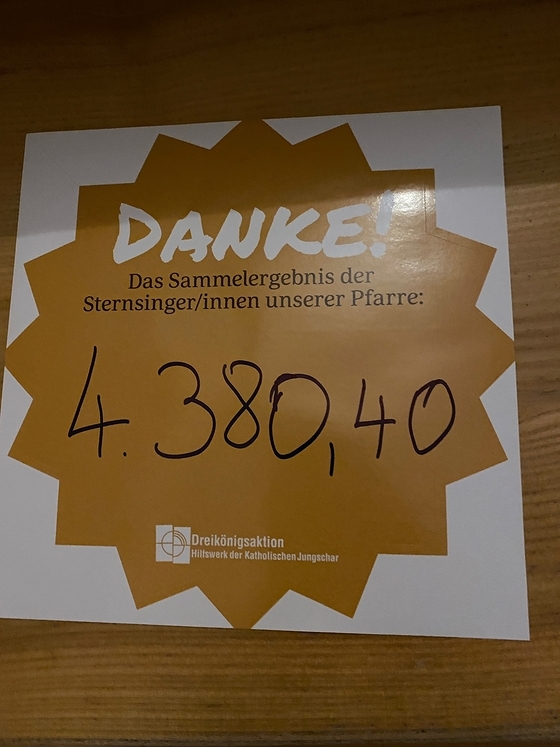 DANKE!
Das Sammelergebnis der
Sternsinger/innen unserer Pfarre:
4.380,40
Dreikönigsaktion
Hilfswerk der Katholischen Jungschar